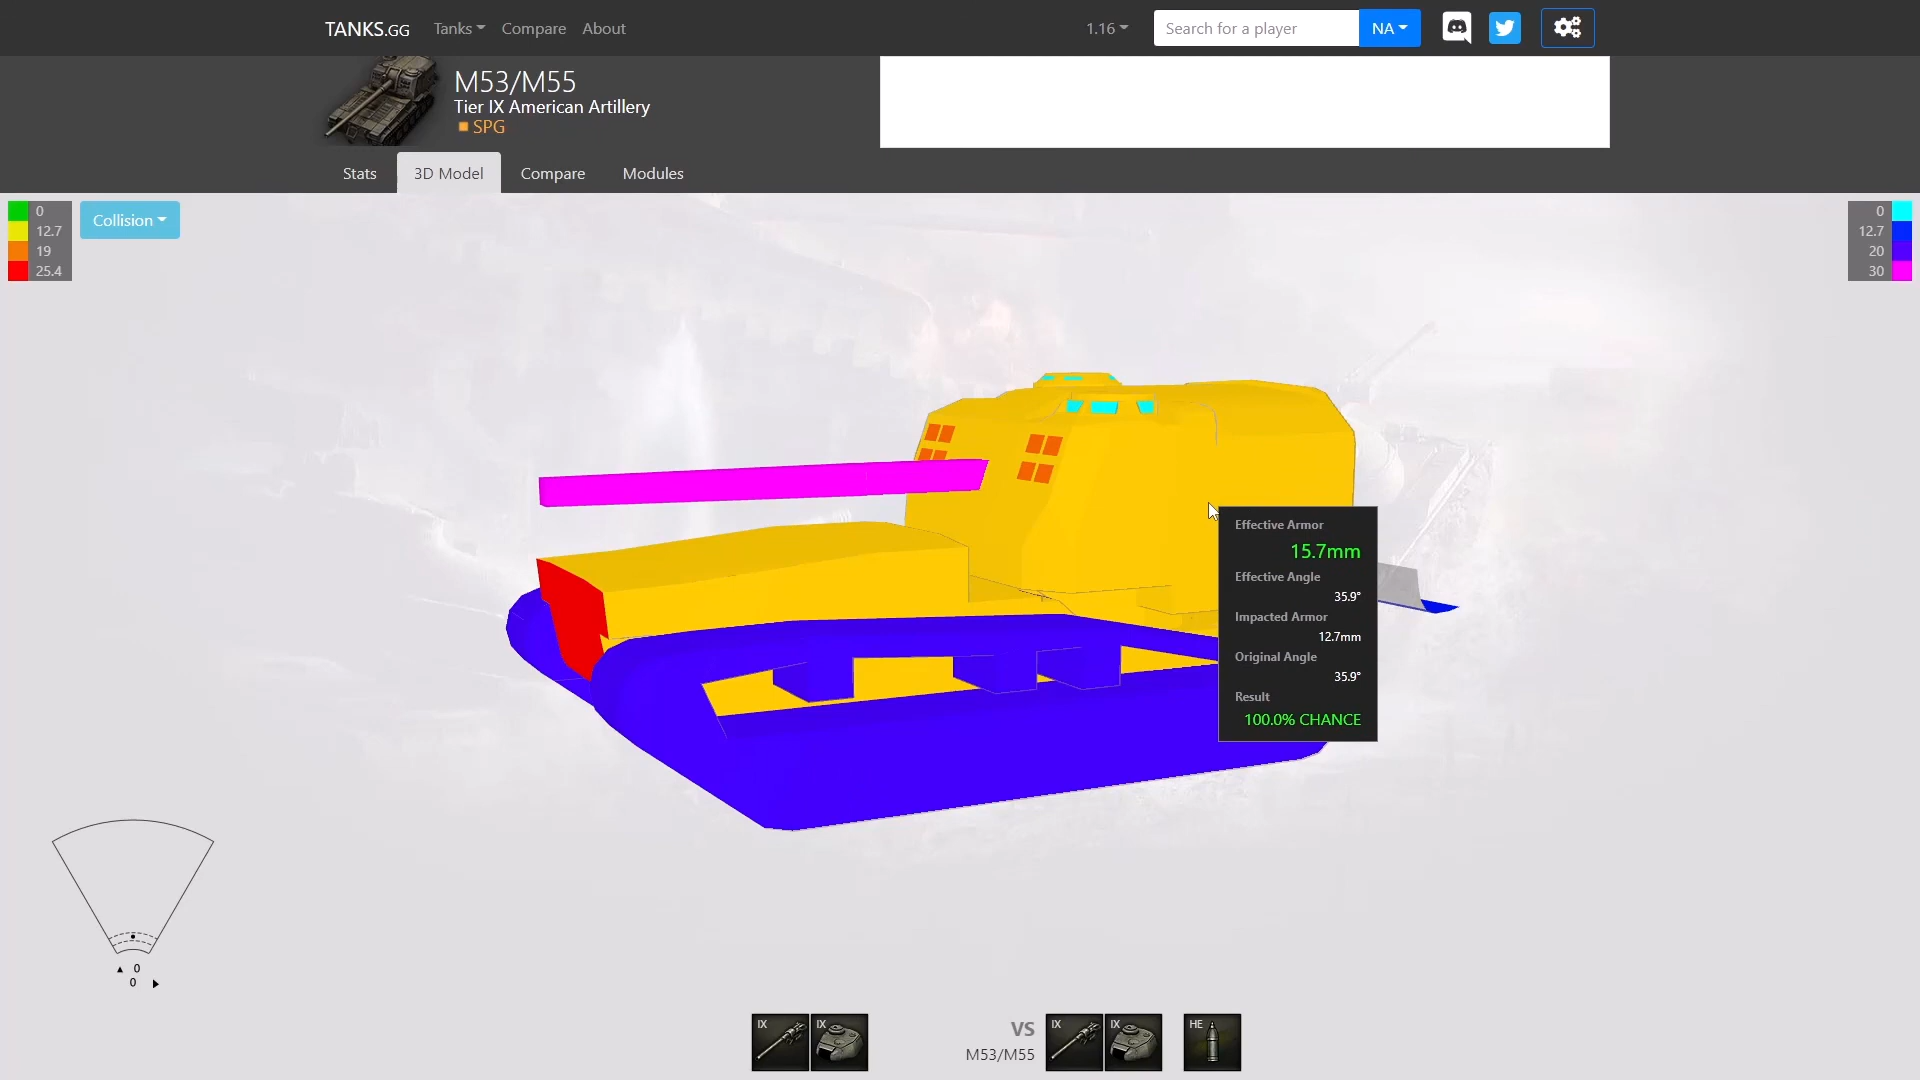 TANKS.GG
Tanks
Compare
About
1.16
Search for a player
NA
M53/M55
Tier IX American Artillery
SPG
Stats
3D Model
Compare
Modules
0
12.7
19
25.4
Collision
0
12.7
20
30
Effective Armor
15.7mm
Effective Angle
35.9°
Impacted Armor
12.7mm
Original Angle
35.9°
Result
100.0% CHANCE
0
0
IX
IX
VS
M53/M55
IX
IX
HE